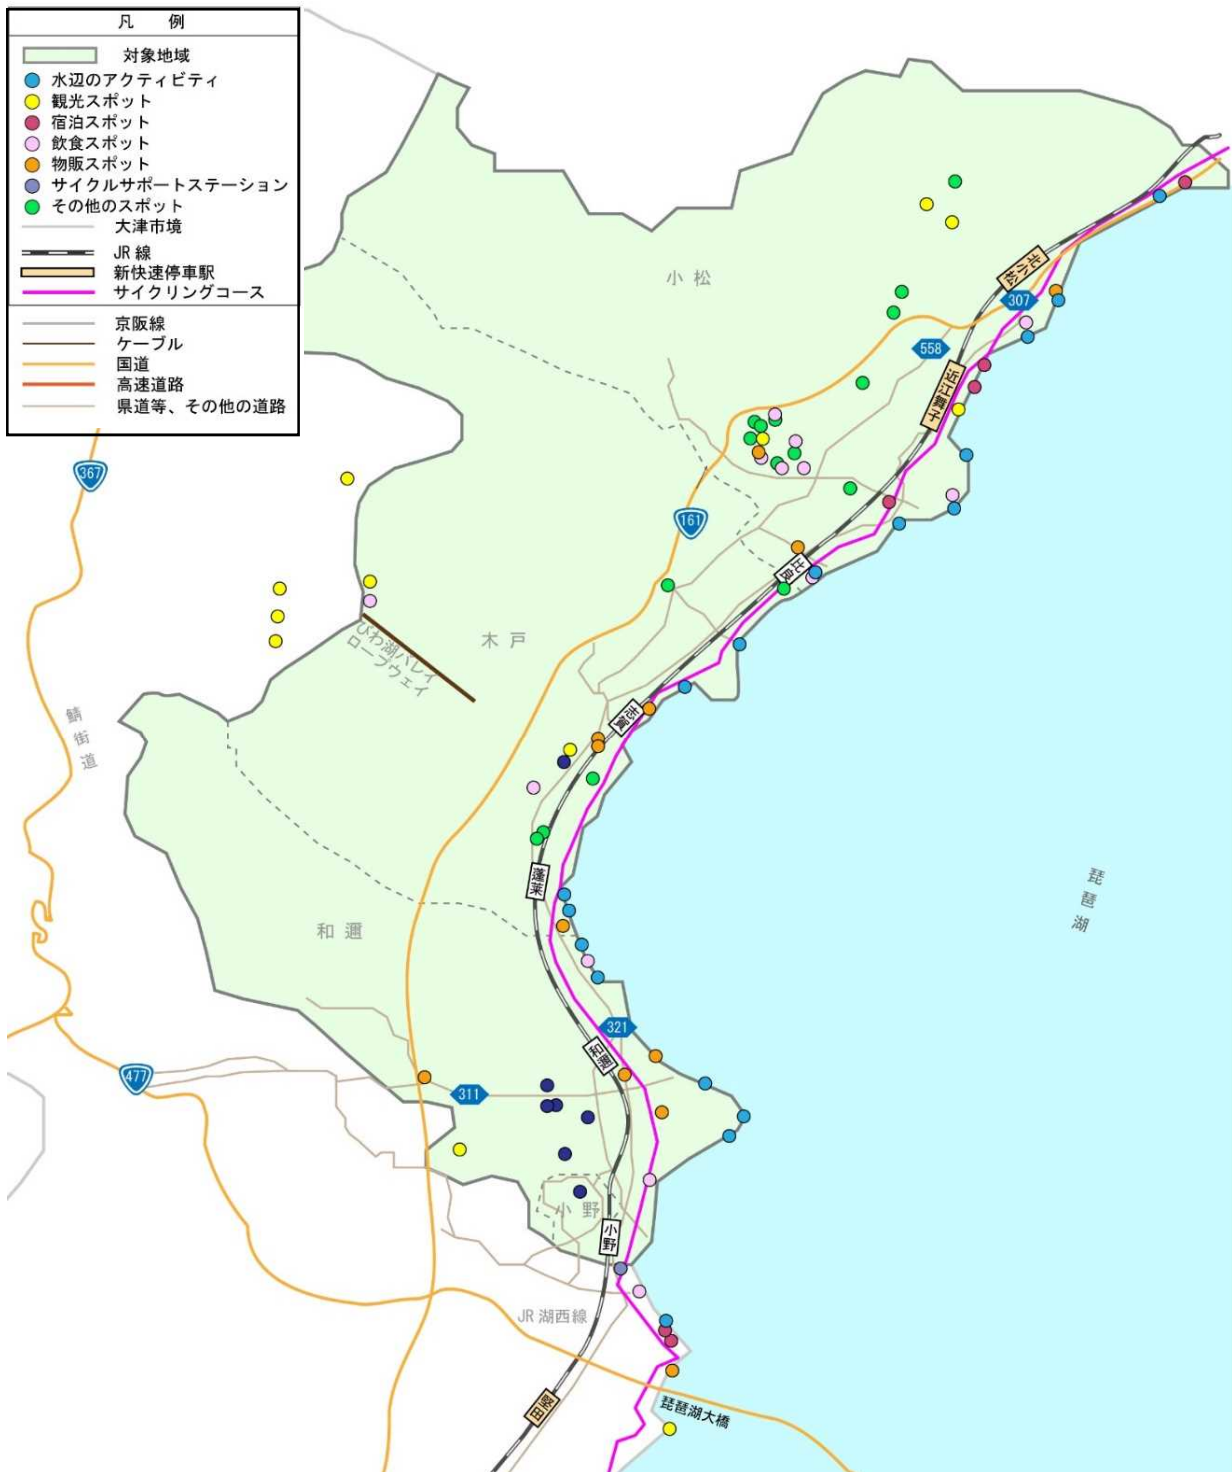 凡 例
対象地域
水辺のアクティビティ
観光スポット
宿泊スポット
飲食スポット
物販スポット
サイクルサポートステーション
その他のスポット
大津市境
JR線
新快速停車駅
サイクリングコース
京阪線
ケーブル
国道
高速道路
県道等、その他の道路
小松
北小松
307
558
近江舞子
367
161
比良
びわ湖バレイ
ロープウェイ
木戸
志賀
鯖街道
蓬莱
琵琶湖
和邇
321
和邇
477
311
小野
小野
JR湖西線
堅田
琵琶湖大橋